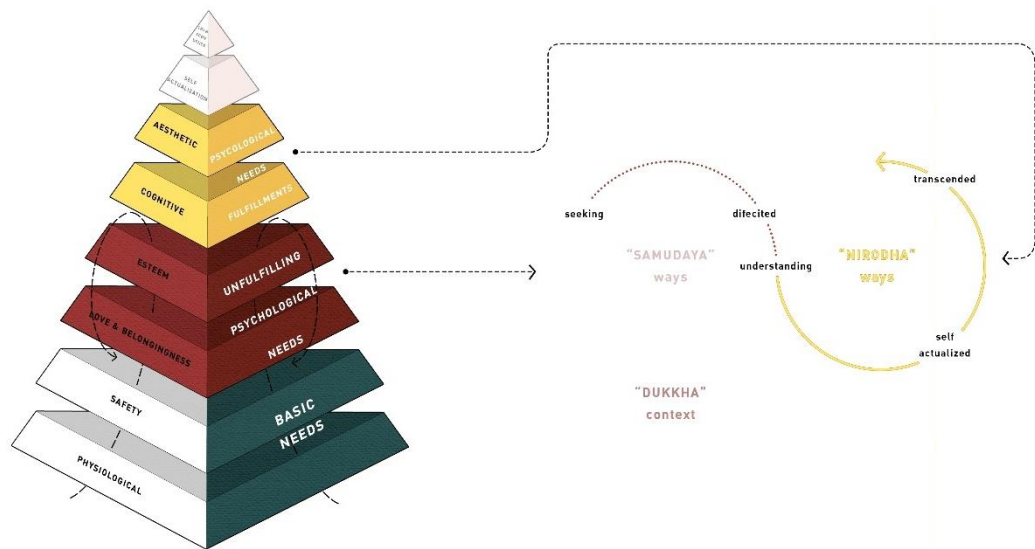 SELF
ACTUALISATION
AESTHETIC
PSYCOLOGICAL
NEEDS
COGNITIVE
FULFILLMENTS
ESTEEM
UNFULFILLING
LOVE & BELONGINGNESS
PSYCHOLOGICAL
NEEDS
SAFETY
BASIC
NEEDS
PHYSIOLOGICAL
seeking
difecited
understanding
"SAMUDAYA"
ways
"DUKKHA"
context
transcended
"NIRODHA"
ways
self
actualized